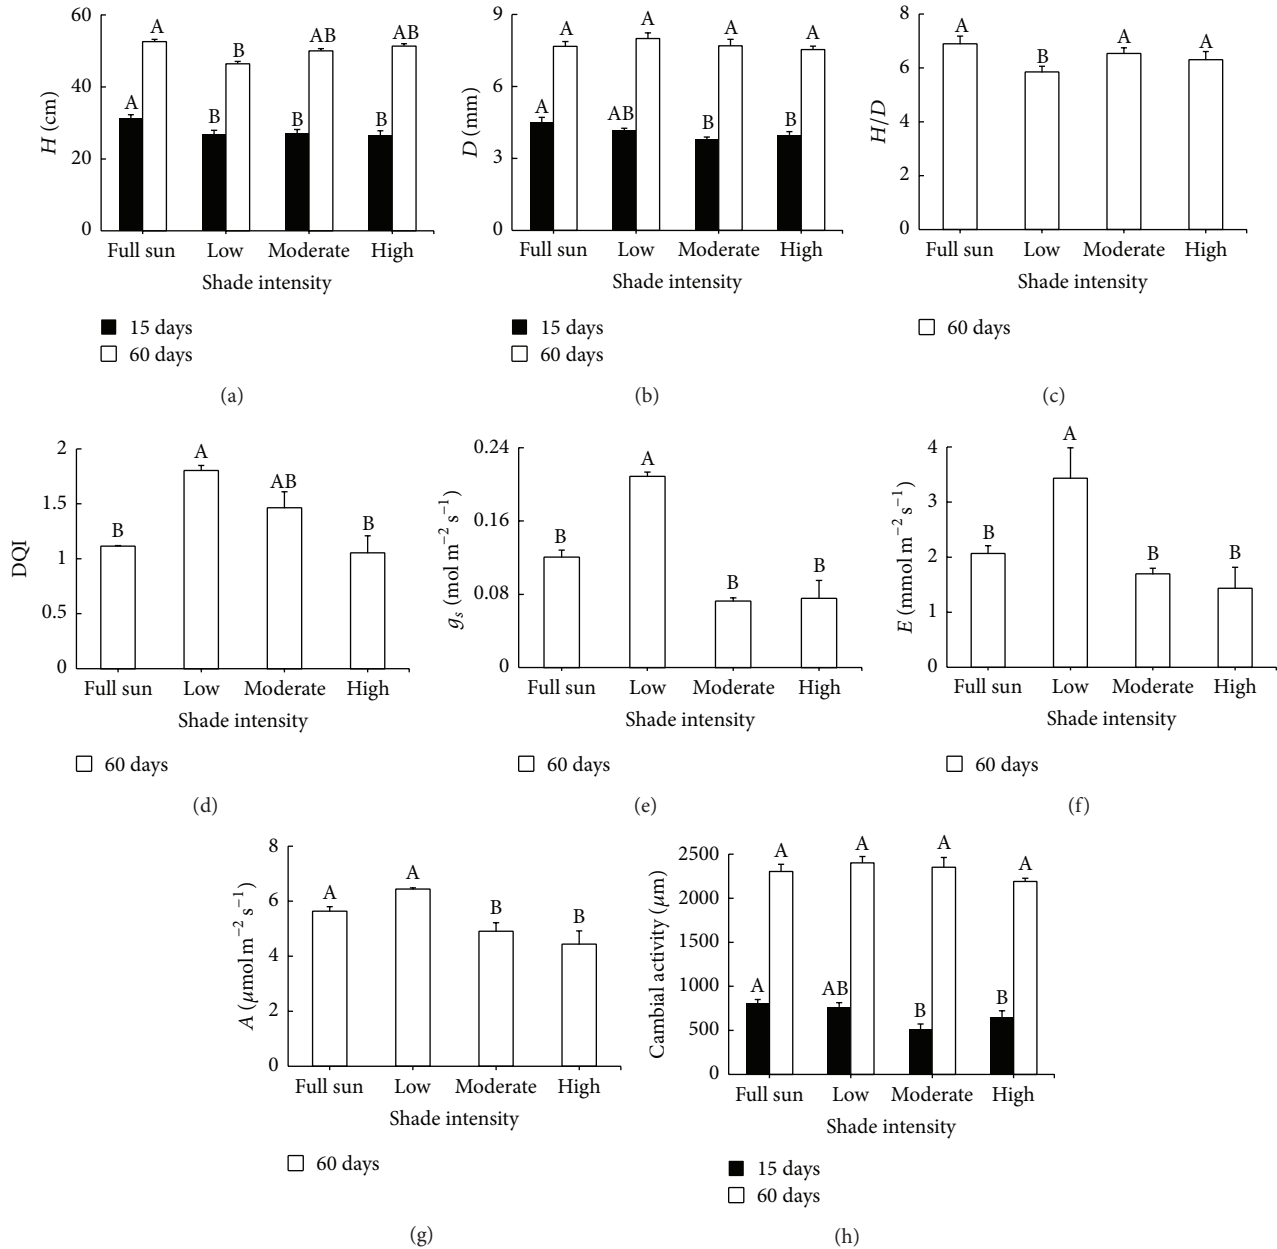 60
40
20
0
H (cm)
A
A
B
B
B
AB
B
AB
Full sun Low Moderate High
Shade intensity
15 days
60 days
(a)
9
6
3
0
D (mm)
A
A
AB
A
B
A
B
A
Full sun Low Moderate High
Shade intensity
15 days
60 days
(b)
8
6
4
2
0
H/D
A
B
A
A
Full sun Low Moderate High
Shade intensity
60 days
(c)
2
1.5
1
0.5
0
DQI
B
A
AB
B
Full sun Low Moderate High
Shade intensity
60 days
(d)
0.24
0.16
0.08
0
gₛ (mol m⁻² s⁻¹)
B
A
B
B
Full sun Low Moderate High
Shade intensity
60 days
(e)
4
3
2
1
0
E (mmol m⁻² s⁻¹)
B
A
B
B
Full sun Low Moderate High
Shade intensity
60 days
(f)
8
6
4
2
0
A (μmol m⁻² s⁻¹)
A
A
B
B
Full sun Low Moderate High
Shade intensity
60 days
(g)
2500
2000
1500
1000
500
0
Cambial activity (μm)
A
A
AB
A
B
A
B
A
Full sun Low Moderate High
Shade intensity
15 days
60 days
(h)